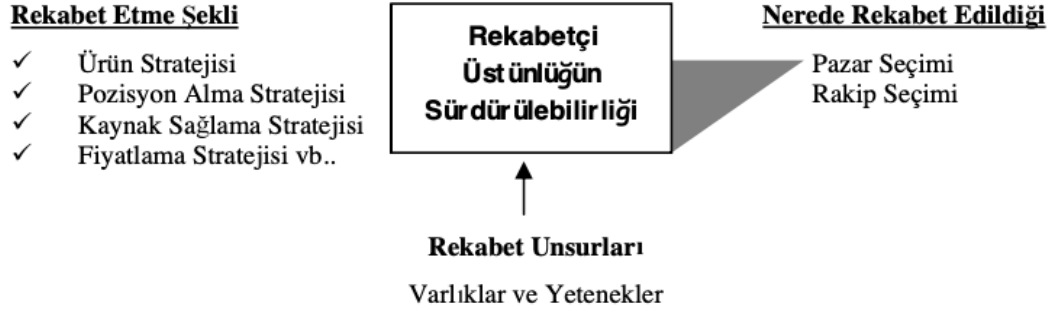 Rekabet Etme Şekli
✓ Ürün Stratejisi
✓ Pozisyon Alma Stratejisi
✓ Kaynak Sağlama Stratejisi
✓ Fiyatlama Stratejisi vb..
Rekabetçi
Üstünlüğün
Sürdürülebilirliği
Nerede Rekabet Edildiği
Pazar Seçimi
Rakip Seçimi
Rekabet Unsurları
Varlıklar ve Yetenekler